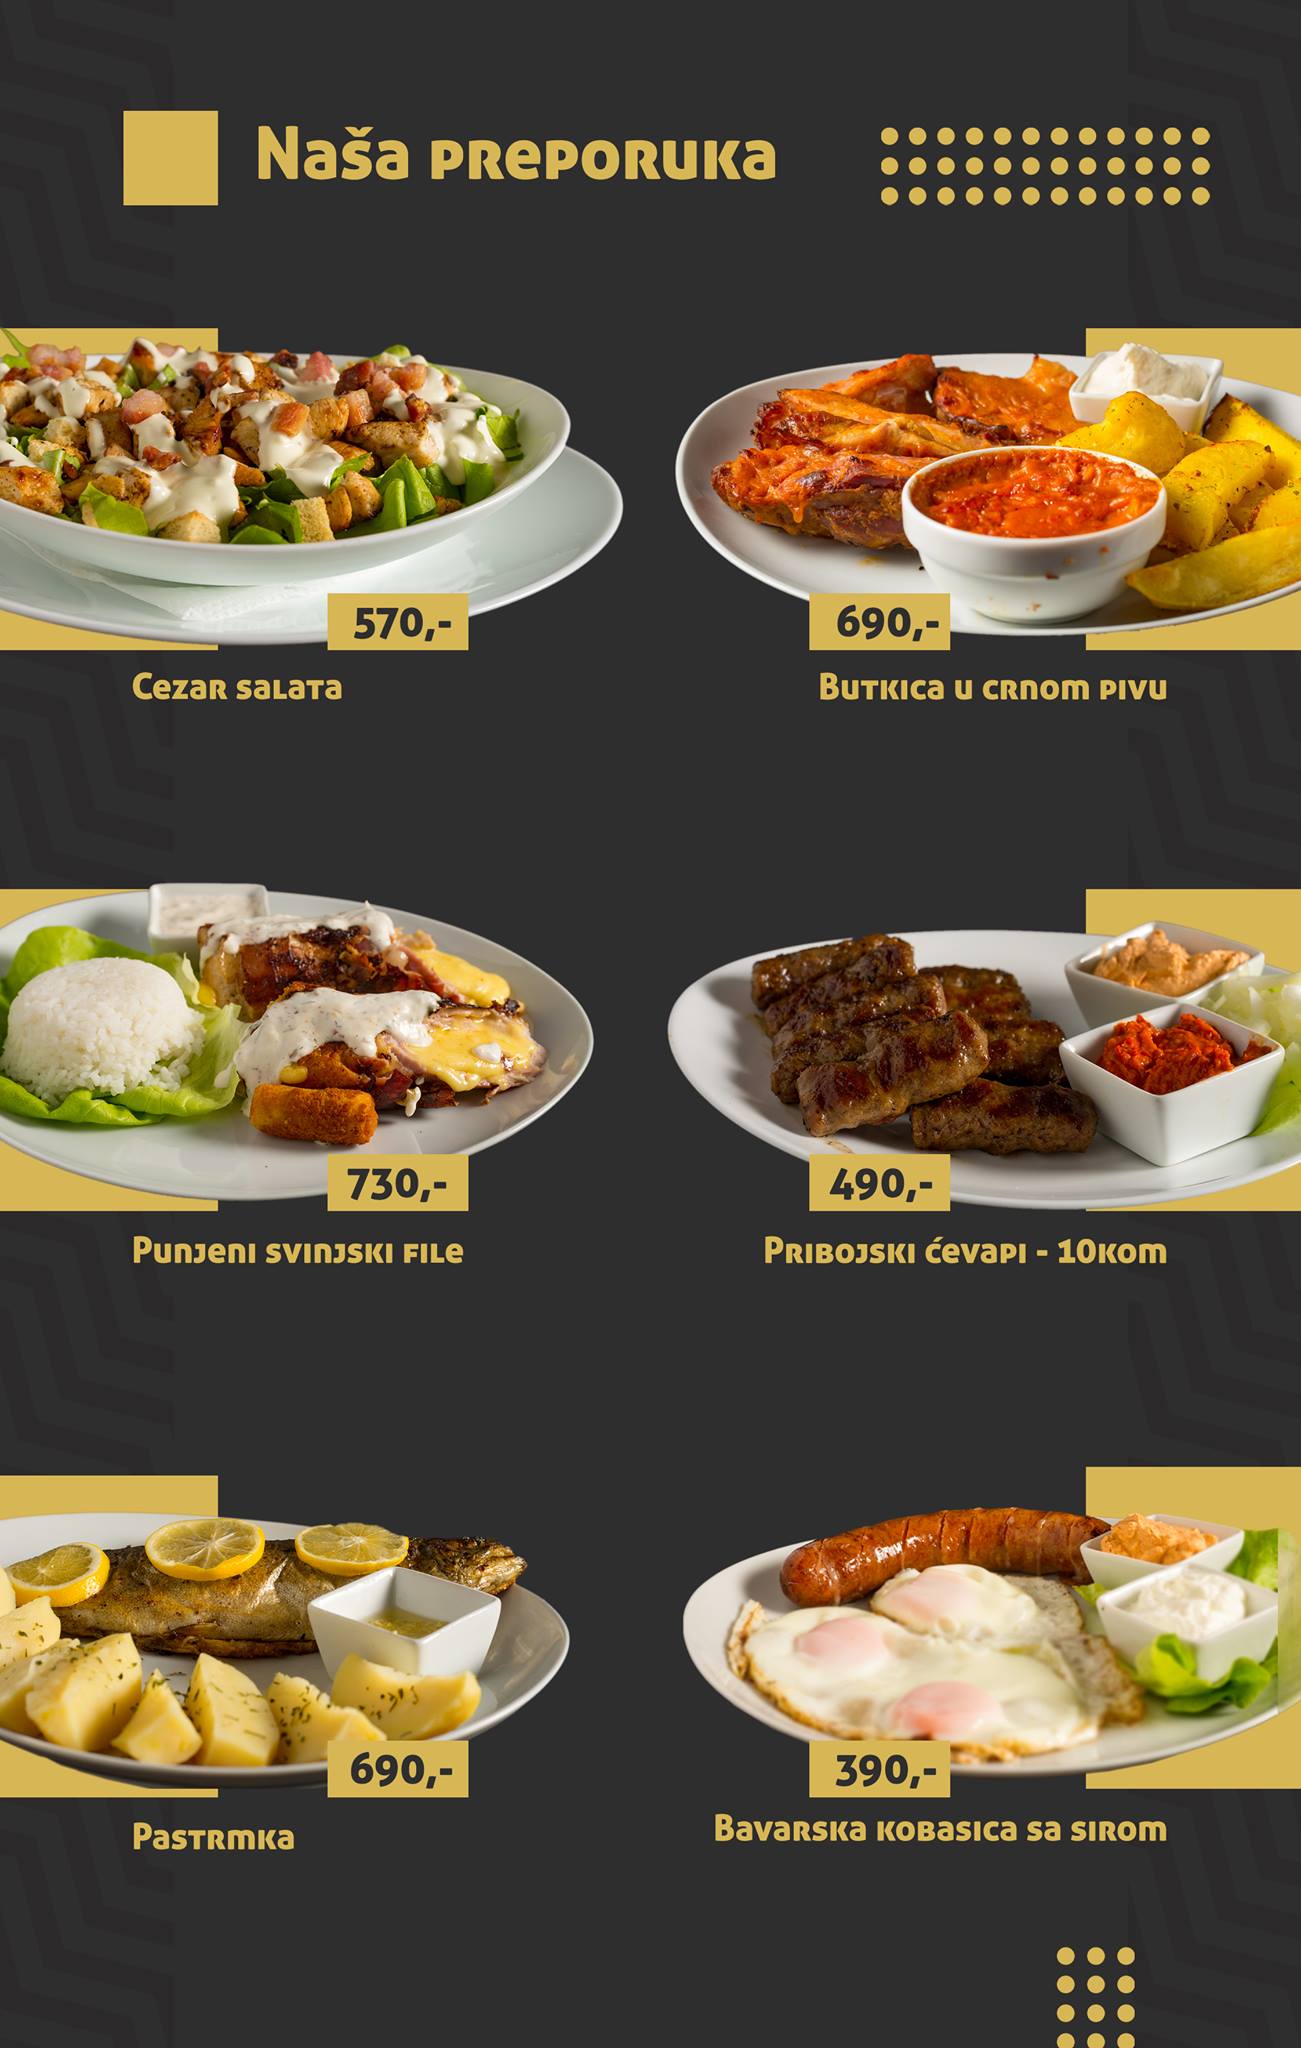 Naša preporuka
570,-
Cezar salata
690,-
Butkica u crnom pivu
730,-
Punjeni svinjski file
490,-
Pribojski ćevapi - 10kom
690,-
Pastrmka
390,-
Bavarska kobasica sa sirom